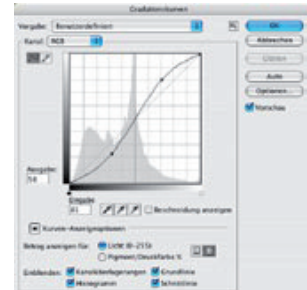 Gradationskurven
Vorgabe: Benutzerdefiniert
OK
Kanal: RGB
Abbrechen
Glätten
Auto
Optionen...
Vorschau
Ausgabe:
Eingabe:
Beschneidung anzeigen
Kurven-Anzeigeoptionen
Betrag anzeigen für: Licht (0-255)
Pigment/Druckfarbe %
Einblenden: Kanalüberlagerungen Grundlinie
Histogramm Schnittlinie